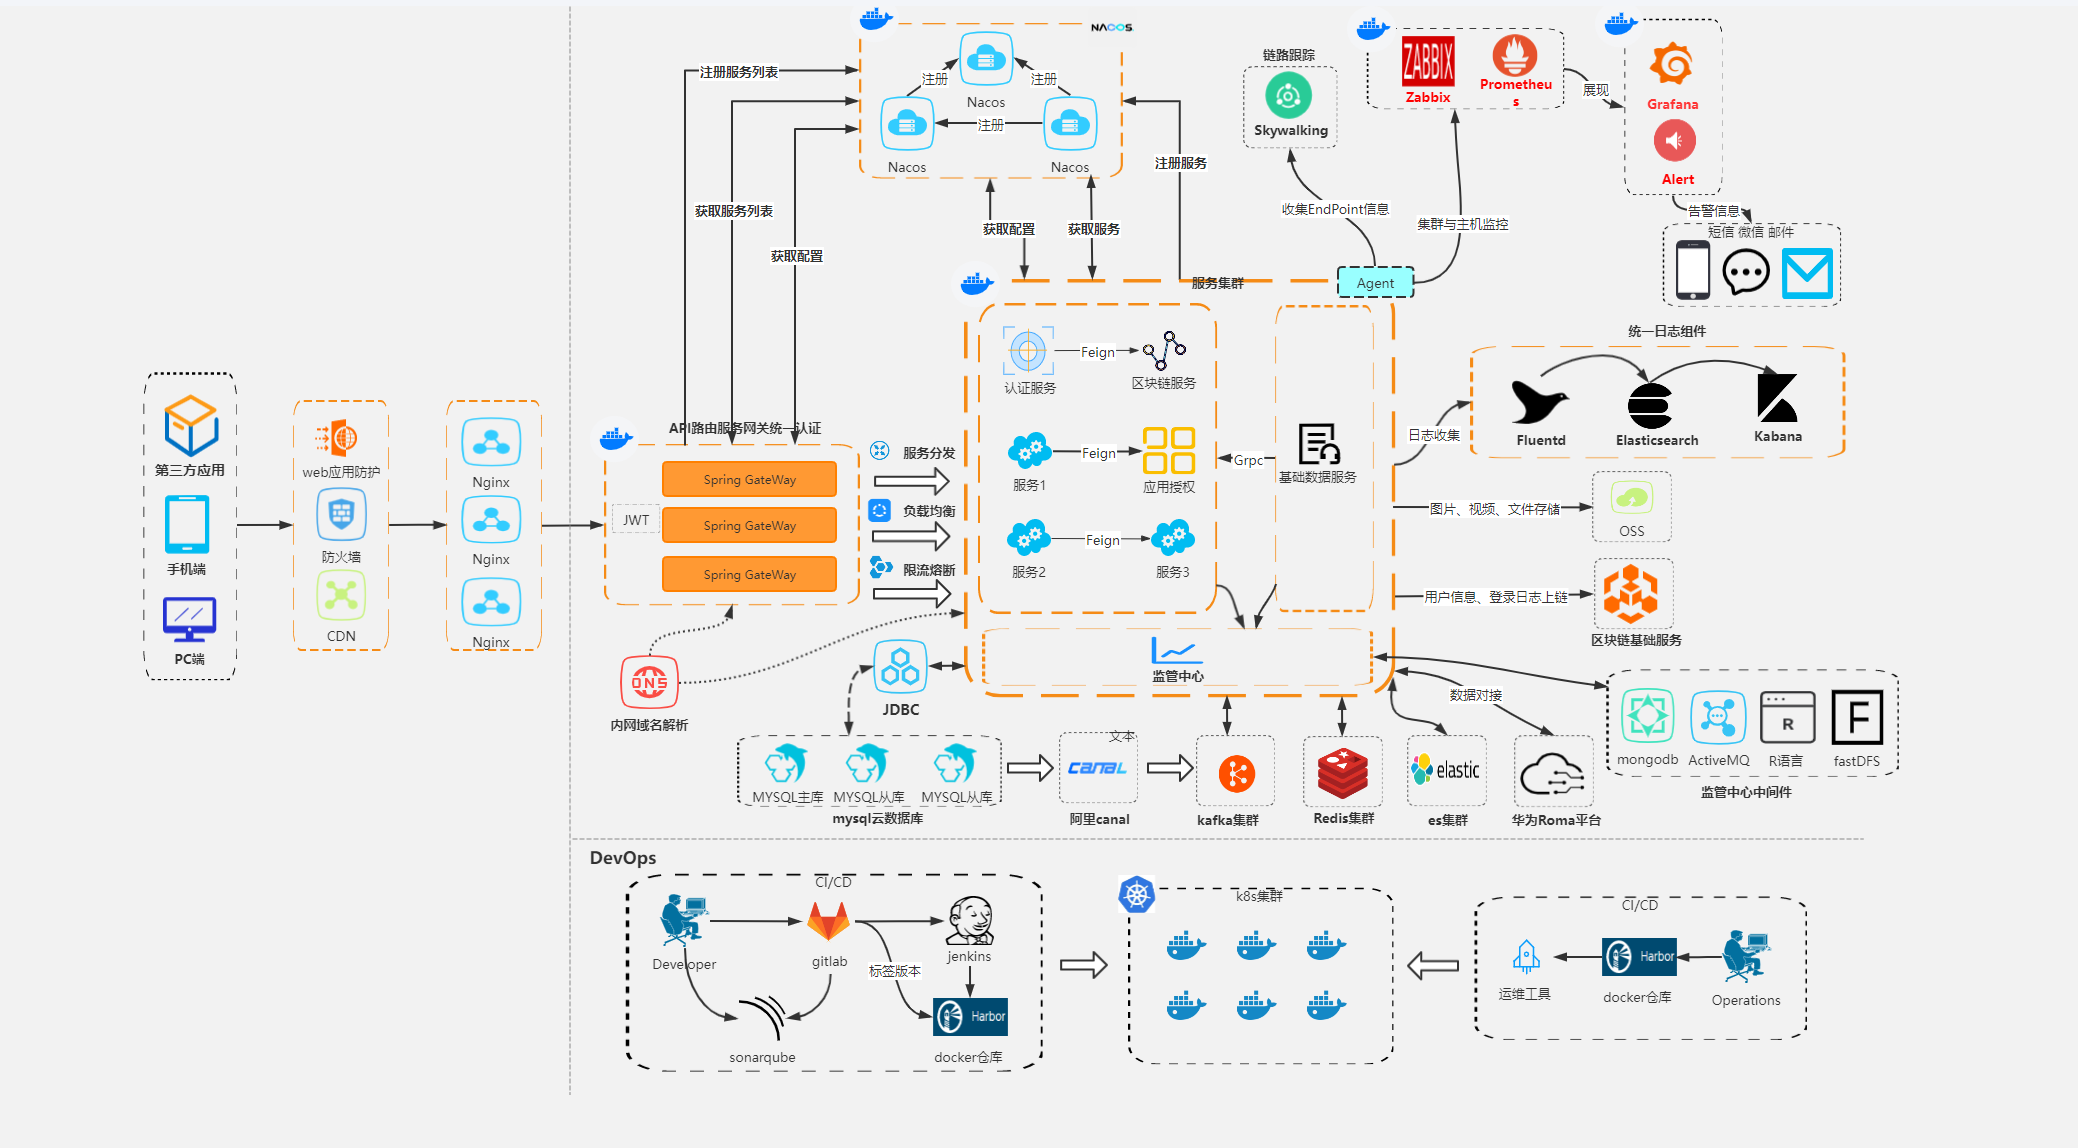 第三方应用
手机端
PC端
web应用防护
防火墙
CDN
Nginx
Nginx
Nginx
NACOS.
Nacos
Nacos
Nacos
注册
注册
注册
注册服务列表
获取服务列表
获取配置
获取配置
获取服务
注册服务
链路跟踪
Skywalking
ZABBIX
Zabbix
Prometheu
s
展现
Grafana
Alert
告警信息
短信 微信 邮件
收集EndPoint信息
集群与主机监控
Agent
服务集群
API路由服务网关统一认证
JWT
Spring GateWay
Spring GateWay
Spring GateWay
服务分发
负载均衡
限流熔断
认证服务
Feign
区块链服务
服务1
Feign
应用授权
服务2
Feign
服务3
Grpc
基础数据服务
监管中心
统一日志组件
Fluentd
Elasticsearch
Kabana
日志收集
图片、视频、文件存储
OSS
用户信息、登录日志上链
区块链基础服务
DNS
内网域名解析
JDBC
MYSQL主库
MYSQL从库
MYSQL从库
mysql云数据库
文本
CANAL
阿里canal
kafka集群
Redis集群
elastic
es集群
数据对接
华为Roma平台
mongodb
ActiveMQ
R
R语言
F
fastDFS
监管中心中间件
DevOps
CI/CD
Developer
gitlab
jenkins
标签版本
sonarqube
Harbor
docker仓库
k8s集群
CI/CD
运维工具
Harbor
docker仓库
Operations